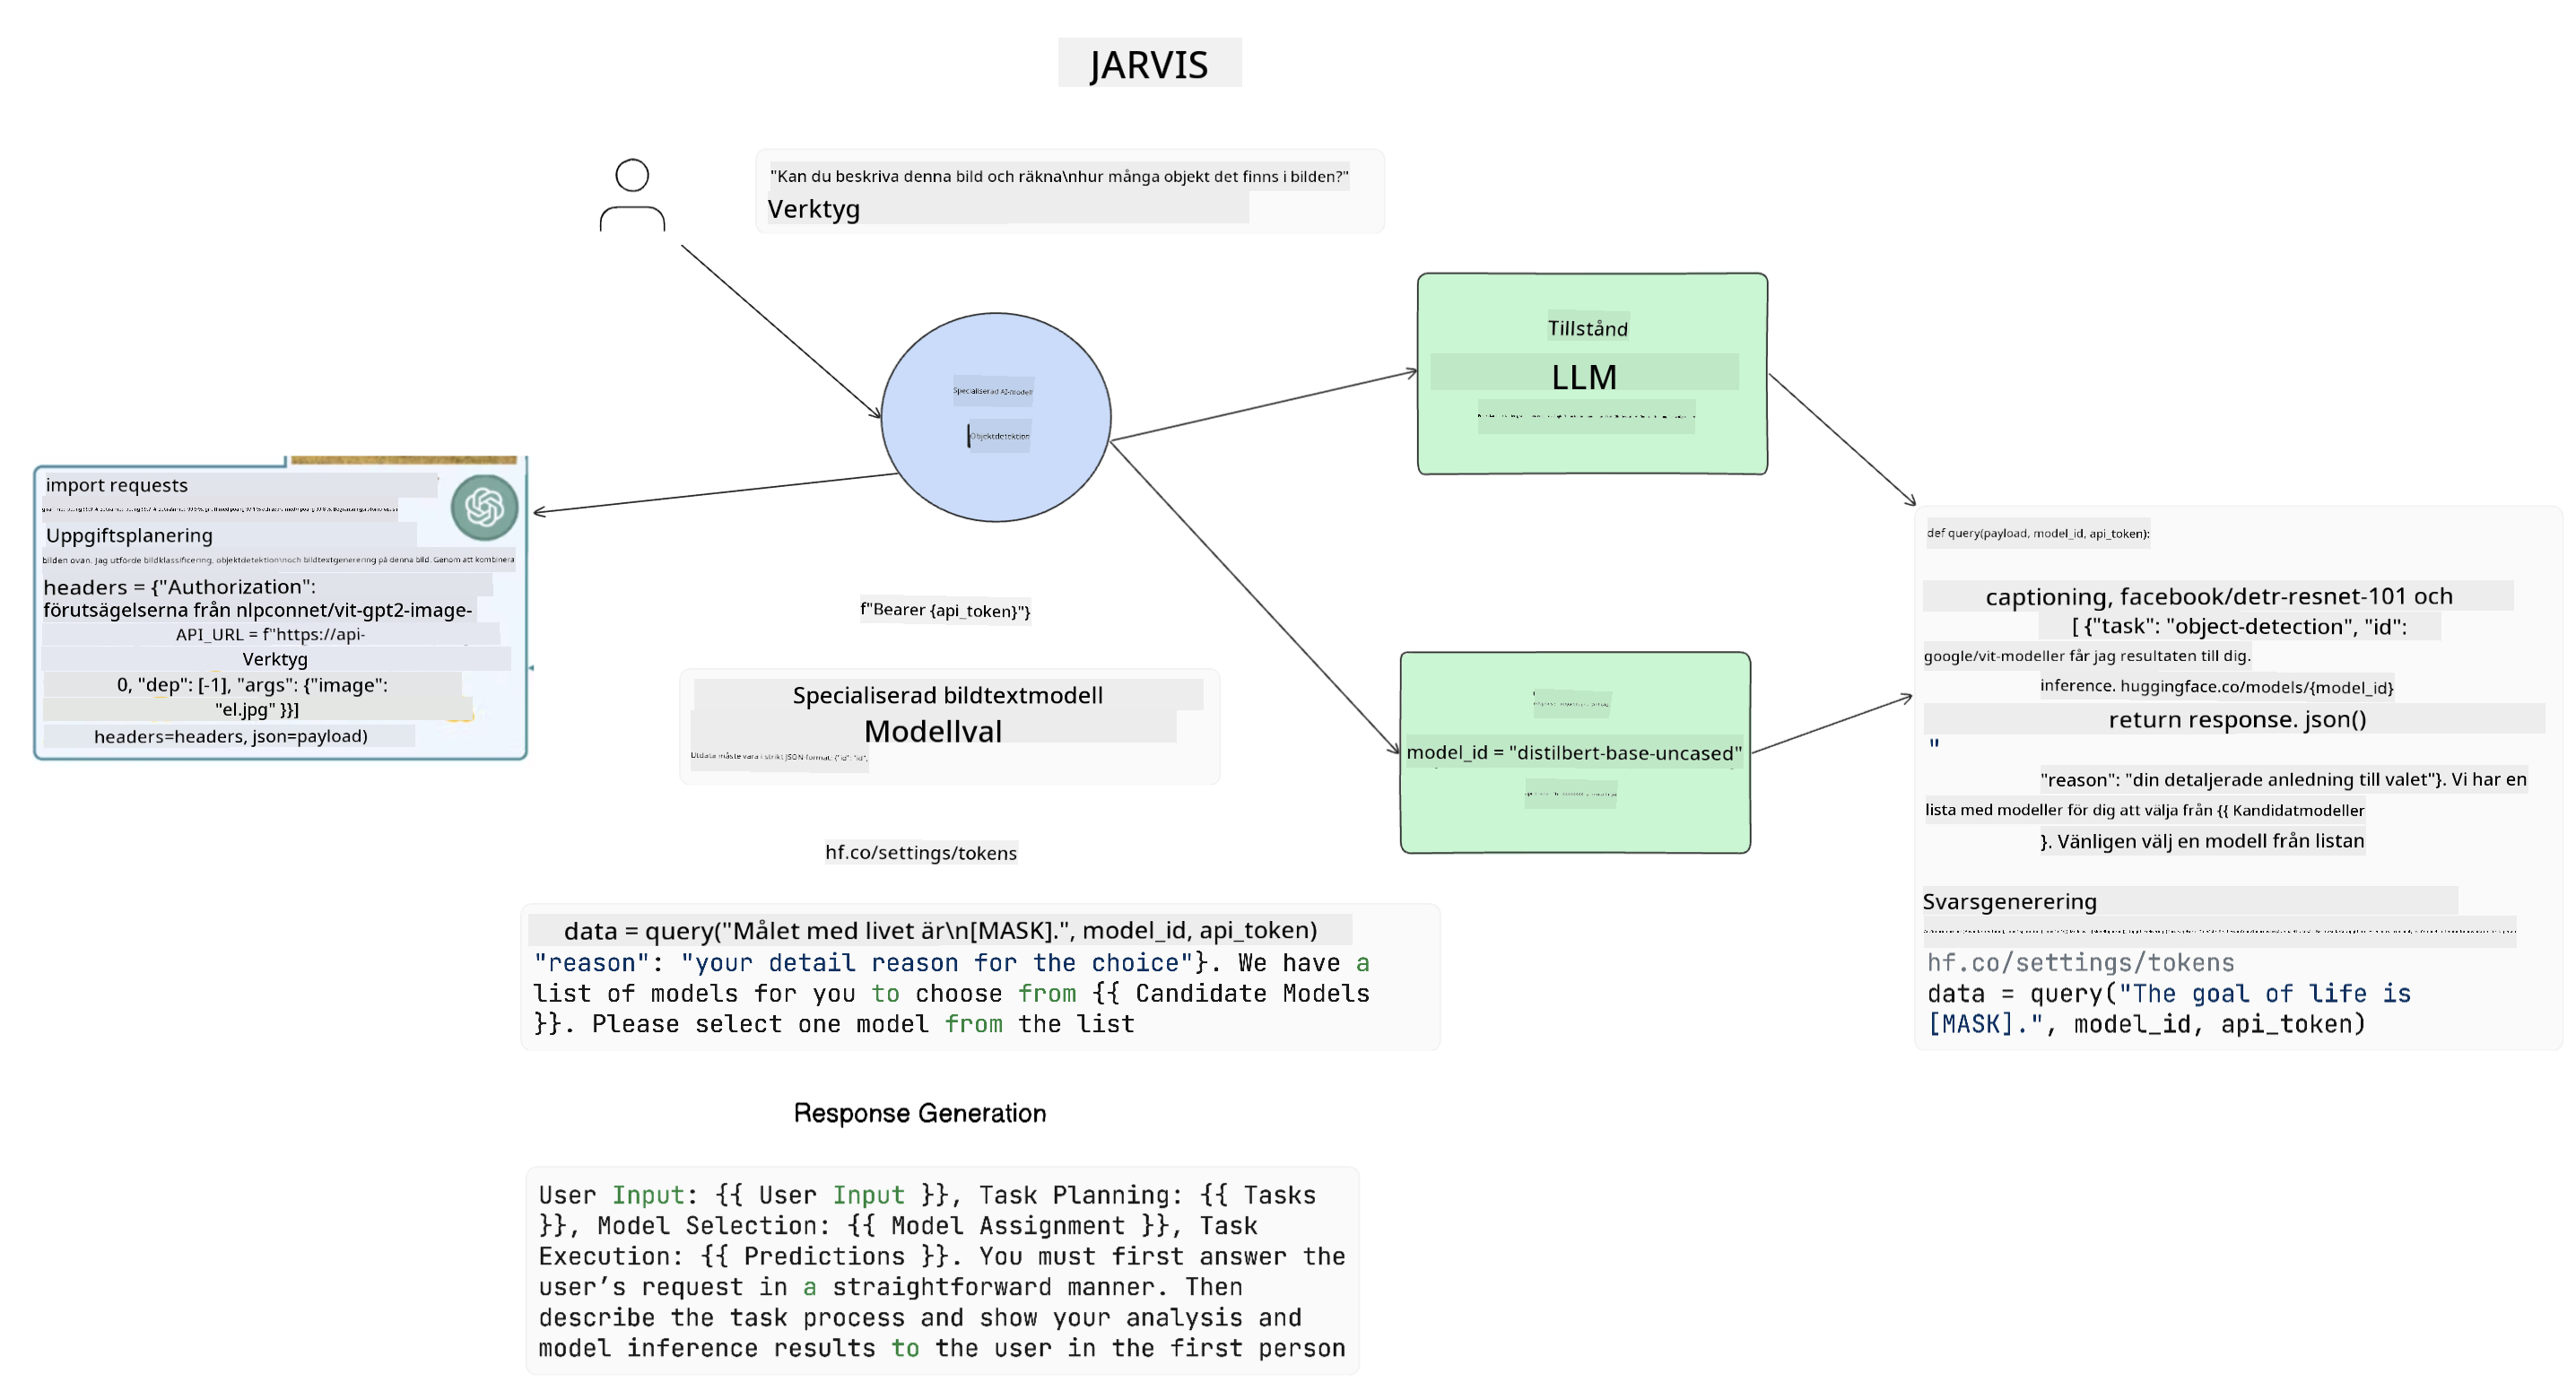 JARVIS
"Kan du beskriva denna bild och räkna\nhur många objekt det finns i bilden?"
Verktyg
Specialiserad AI-modell
Objektdetektion
Tillstånd
LLM
import requests
Uppgiftsplanering
bilden ovan. Jag utförde bildklassificering, objektdetektion\noch bildtextgenerering på denna bild. Genom att kombinera
headers = {"Authorization":
förutsägelserna från nlpconnet/vit-gpt2-image-
API_URL = f"https://api-
Verktyg
0, "dep": [-1], "args": {"image":
"el.jpg" }}]
headers=headers, json=payload)
f"Bearer {api_token}"}
Specialiserad bildtextmodell
Modellval
Utdata måste vara i strikt JSON-format: {"id": "id",
hf.co/settings/tokens
model_id = "distilbert-base-uncased"
def query(payload, model_id, api_token):
captioning, facebook/detr-resnet-101 och
[ {"task": "object-detection", "id":
google/vit-modeller får jag resultaten till dig.
inference. huggingface.co/models/{model_id}
return response. json()
"
"reason": "din detaljerade anledning till valet"}. Vi har en
lista med modeller för dig att välja från {{ Kandidatmodeller
}. Vänligen välj en modell från listan
Svarsgenerering
hf.co/settings/tokens
data = query("The goal of life is
[MASK].", model_id, api_token)
data = query("Målet med livet är\n[MASK].", model_id, api_token)
"reason": "your detail reason for the choice"}. We have a
list of models for you to choose from {{ Candidate Models
}}. Please select one model from the list
Response Generation
User Input: {{ User Input }}, Task Planning: {{ Tasks
}}, Model Selection: {{ Model Assignment }}, Task
Execution: {{ Predictions }}. You must first answer the
user’s request in a straightforward manner. Then
describe the task process and show your analysis and
model inference results to the user in the first person